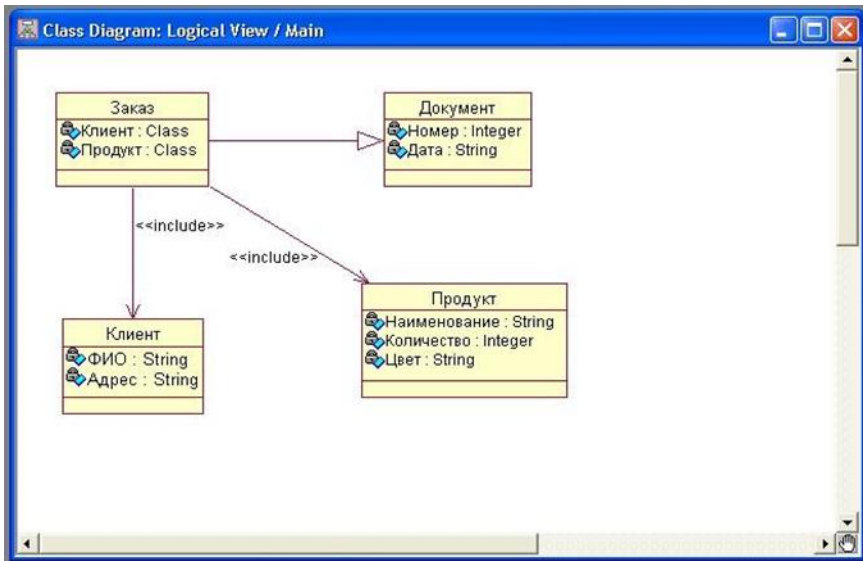 Class Diagram: Logical View / Main
Заказ
Клиент : Class
Продукт : Class
Документ
Номер : Integer
Дата : String
<<include>>
<<include>>
Клиент
ФИО : String
Адрес : String
Продукт
Наименование : String
Количество : Integer
Цвет : String